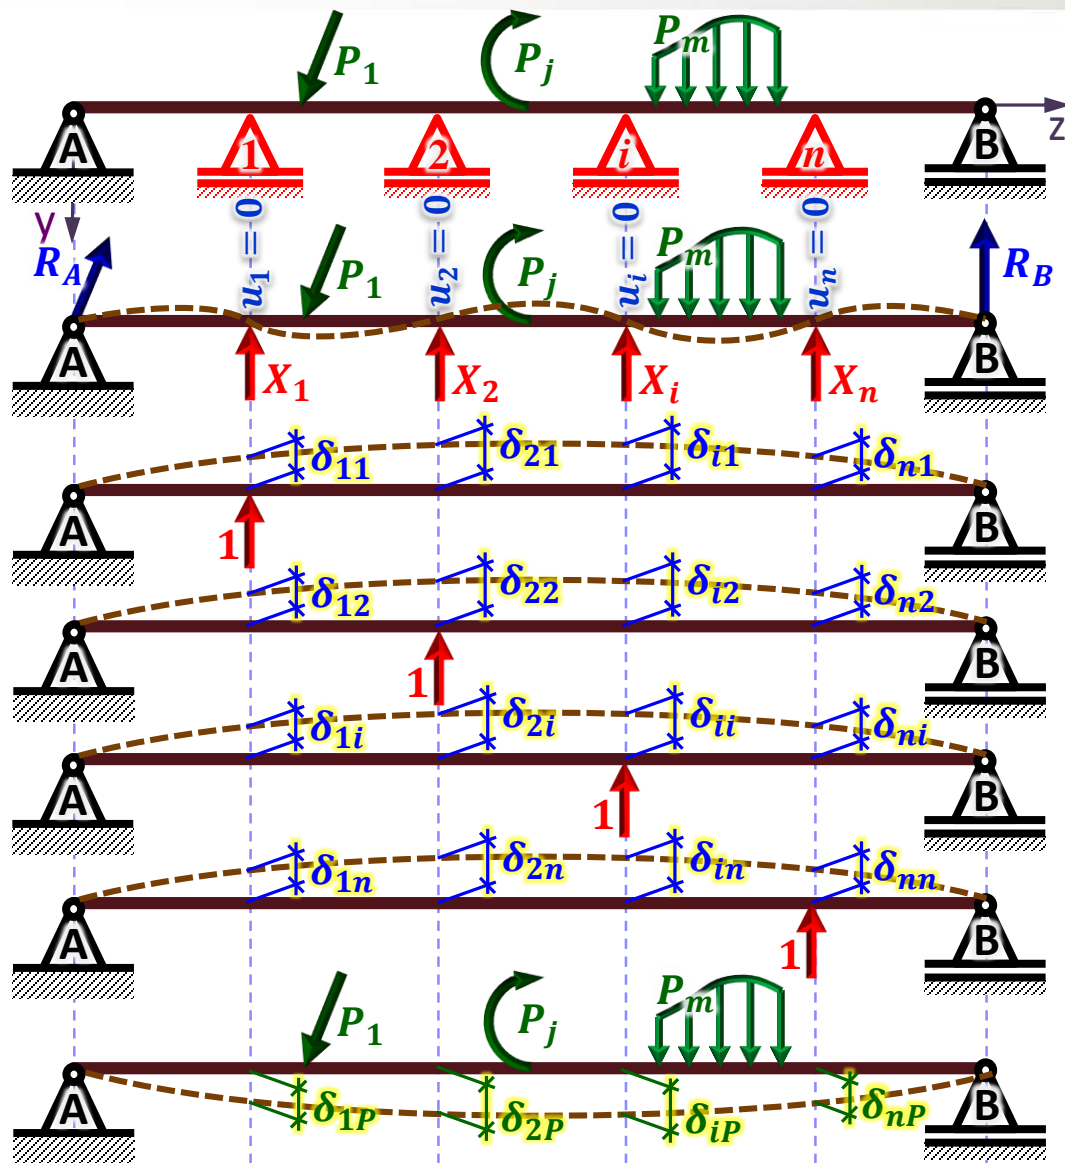 P₁ Pⱼ Pₘ
A 1 2 i n B z
y
u₁ = 0 u₂ = 0 uᵢ = 0 uₙ = 0
R_A P₁ Pⱼ Pₘ R_B
A B
X₁ X₂ Xᵢ Xₙ
δ₁₁ δ₂₁ δᵢ₁ δₙ₁
A B
1
δ₁₂ δ₂₂ δᵢ₂ δₙ₂
A B
1
δ₁ᵢ δ₂ᵢ δᵢᵢ δₙᵢ
A B
1
δ₁ₙ δ₂ₙ δᵢₙ δₙₙ
A B
1
P₁ Pⱼ Pₘ
A B
δ₁P δ₂P δᵢP δₙP